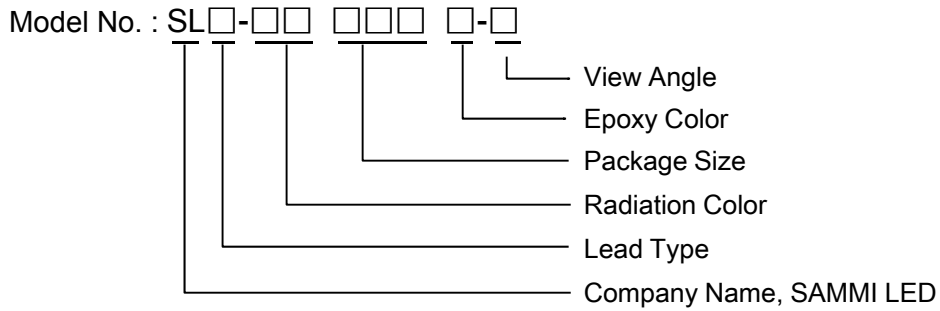 Model No. : SL□-□□ □□□ □-□
View Angle
Epoxy Color
Package Size
Radiation Color
Lead Type
Company Name, SAMMI LED